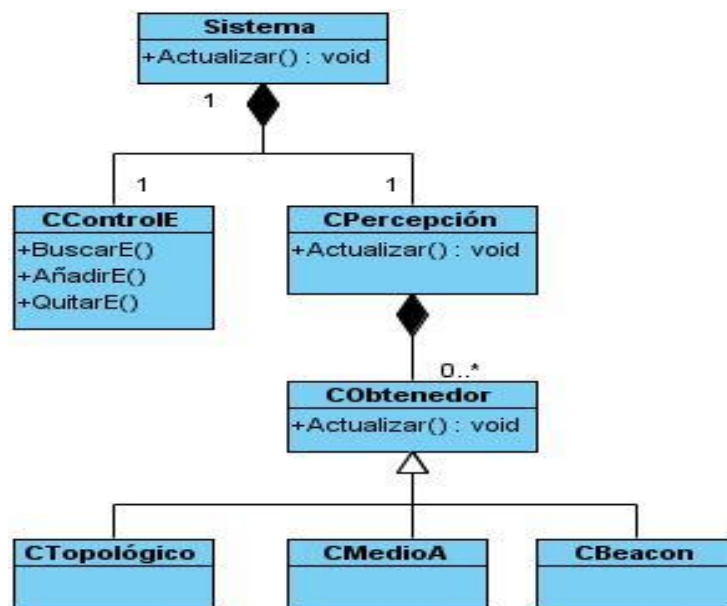 Sistema
+Actualizar() : void
1
1
1
CControlE
+BuscarE()
+AñadirE()
+QuitarE()
CPercepción
+Actualizar() : void
0..*
CObtenedor
+Actualizar() : void
CTopológico
CMedioA
CBeacon